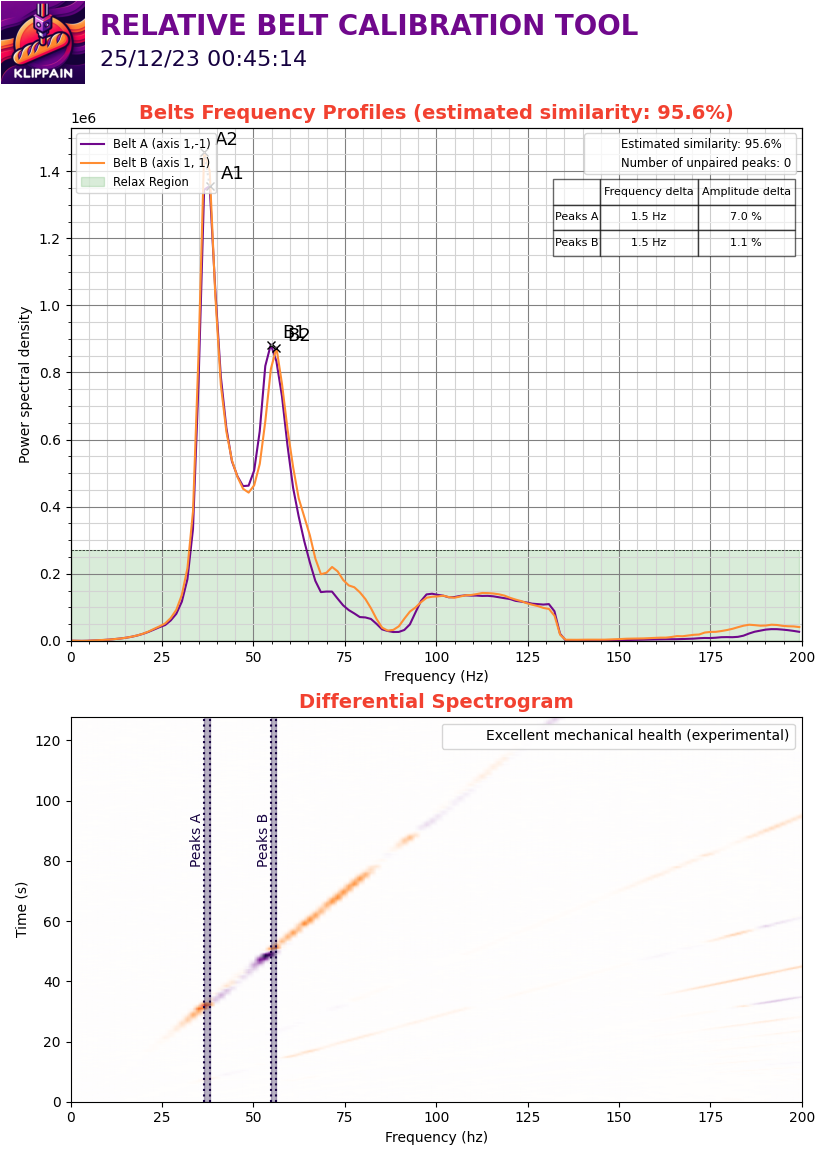 KLIPPAIN
RELATIVE BELT CALIBRATION TOOL
25/12/23 00:45:14
Belts Frequency Profiles (estimated similarity: 95.6%)
1e6
Belt A (axis 1,-1)
Belt B (axis 1, 1)
Relax Region
A2
A1
B1
B2
Estimated similarity: 95.6%
Number of unpaired peaks: 0
Frequency delta Amplitude delta
Peaks A 1.5 Hz 7.0 %
Peaks B 1.5 Hz 1.1 %
Power spectral density
1.4
1.2
1.0
0.8
0.6
0.4
0.2
0.0
0 25 50 75 100 125 150 175 200
Frequency (Hz)
Differential Spectrogram
Excellent mechanical health (experimental)
Peaks A
Peaks B
Time (s)
120
100
80
60
40
20
0
0 25 50 75 100 125 150 175 200
Frequency (hz)